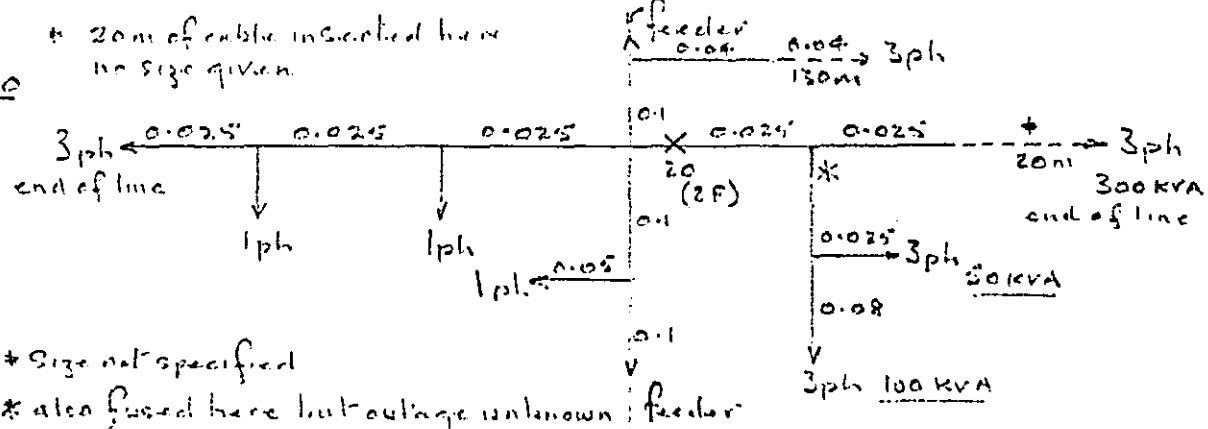 * 20m of cable inserted here
no size given
feeder
0.04 0.04 3ph
130m
0.1
3ph 0.025 0.025 0.025 0.025 0.025 * 3ph
end of line
20
(2F)
20m
300 KVA
end of line
1ph 1ph
0.1
1ph 0.05
0.025 3ph 50 KVA
0.08
0.1
3ph 100 KVA
* Size not specified
* also fused here but outage unknown feeder